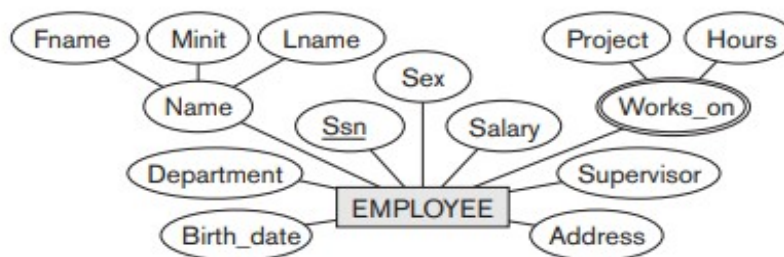 Fname Minit Lname Project Hours
Sex
Name Works_on
Ssn Salary
Department Supervisor
EMPLOYEE
Birth_date Address